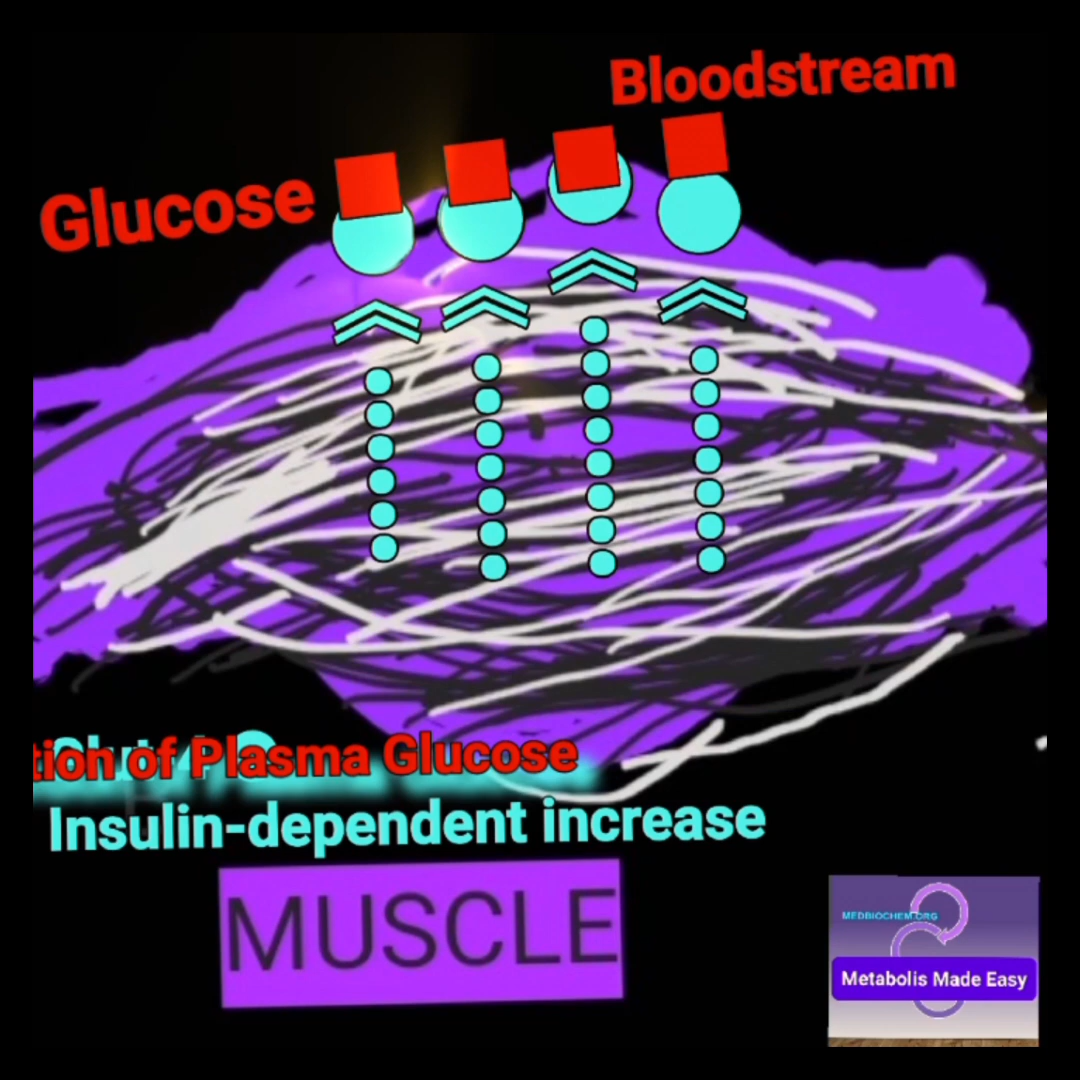 Bloodstream
Glucose
tion of Plasma Glucose
Insulin-dependent increase
MUSCLE
MEDBIOCHEM.ORG
Metabolis Made Easy